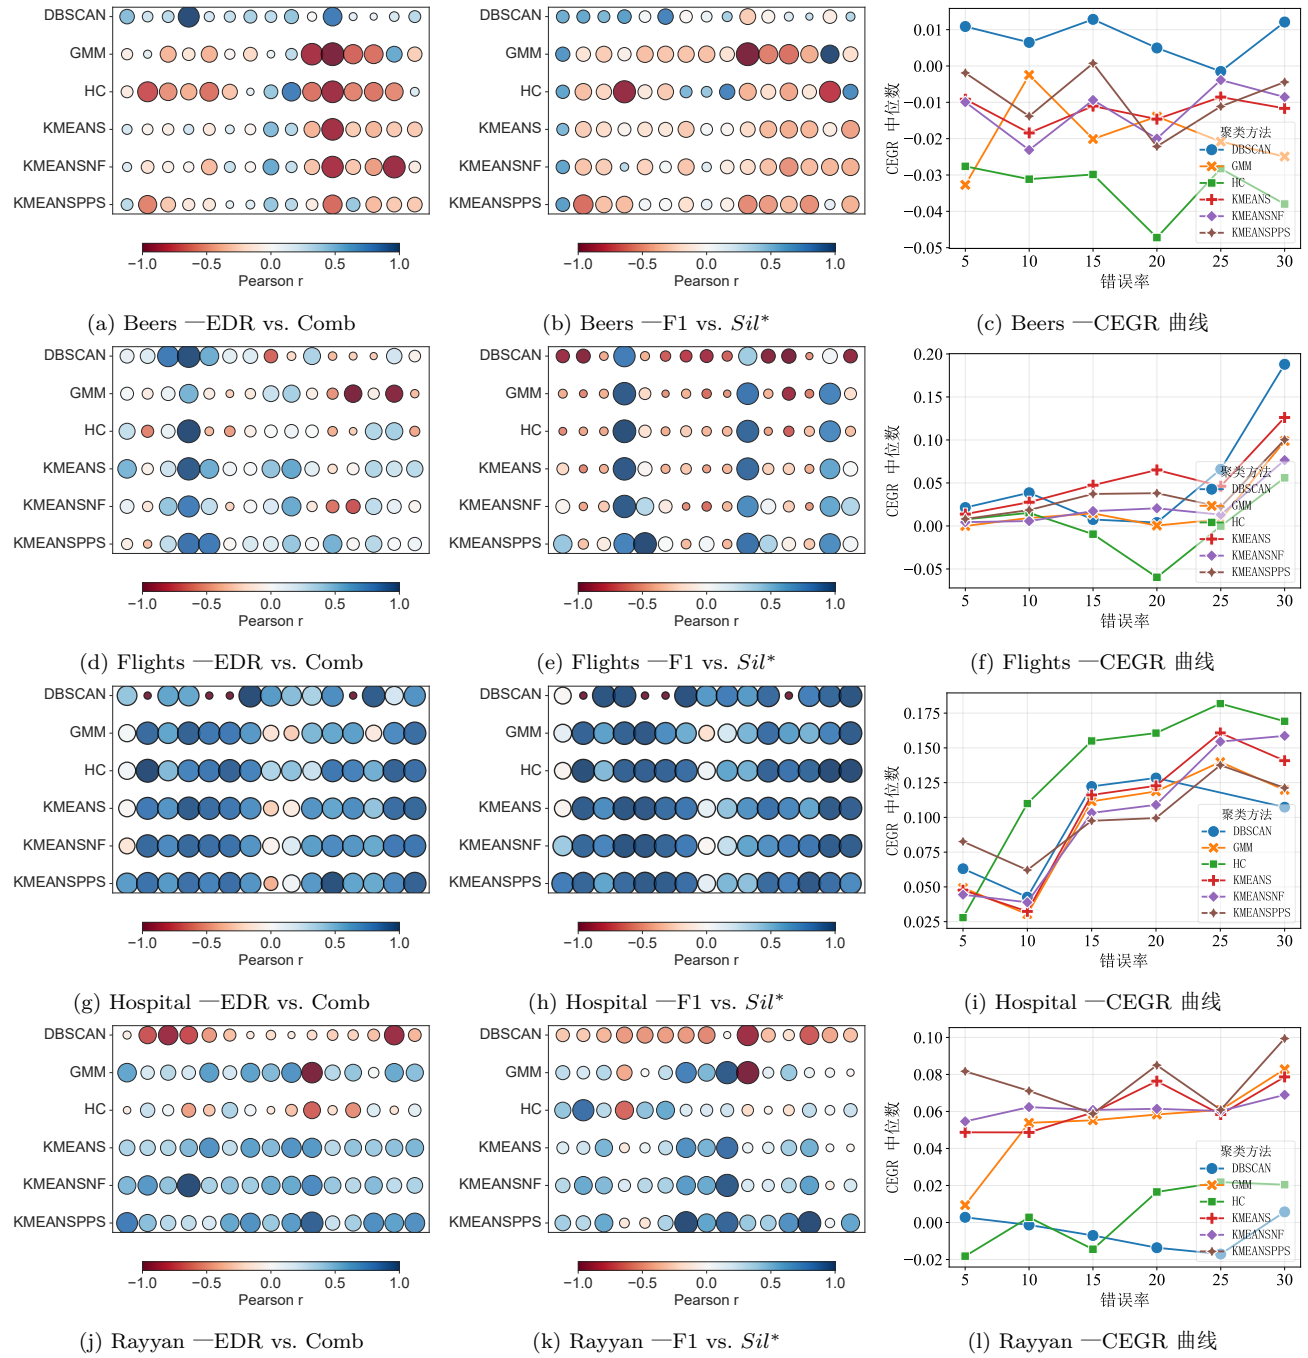 DBSCAN
GMM
HC
KMEANS
KMEANSNF
KMEANSPPS
−1.0 −0.5 0.0 0.5 1.0
Pearson r
(a) Beers —EDR vs. Comb
DBSCAN
GMM
HC
KMEANS
KMEANSNF
KMEANSPPS
−1.0 −0.5 0.0 0.5 1.0
Pearson r
(b) Beers —F1 vs. Sil*
CEGR 中位数
0.01
0.00
−0.01
−0.02
−0.03
−0.04
−0.05
聚类方法
DBSCAN
GMM
HC
KMEANS
KMEANSNF
KMEANSPPS
5 10 15 20 25 30
错误率
(c) Beers —CEGR 曲线
DBSCAN
GMM
HC
KMEANS
KMEANSNF
KMEANSPPS
−1.0 −0.5 0.0 0.5 1.0
Pearson r
(d) Flights —EDR vs. Comb
DBSCAN
GMM
HC
KMEANS
KMEANSNF
KMEANSPPS
−1.0 −0.5 0.0 0.5 1.0
Pearson r
(e) Flights —F1 vs. Sil*
CEGR 中位数
0.20
0.15
0.10
0.05
0.00
−0.05
聚类方法
DBSCAN
GMM
HC
KMEANS
KMEANSNF
KMEANSPPS
5 10 15 20 25 30
错误率
(f) Flights —CEGR 曲线
DBSCAN
GMM
HC
KMEANS
KMEANSNF
KMEANSPPS
−1.0 −0.5 0.0 0.5 1.0
Pearson r
(g) Hospital —EDR vs. Comb
DBSCAN
GMM
HC
KMEANS
KMEANSNF
KMEANSPPS
−1.0 −0.5 0.0 0.5 1.0
Pearson r
(h) Hospital —F1 vs. Sil*
CEGR 中位数
0.175
0.150
0.125
0.100
0.075
0.050
0.025
聚类方法
DBSCAN
GMM
HC
KMEANS
KMEANSNF
KMEANSPPS
5 10 15 20 25 30
错误率
(i) Hospital —CEGR 曲线
DBSCAN
GMM
HC
KMEANS
KMEANSNF
KMEANSPPS
−1.0 −0.5 0.0 0.5 1.0
Pearson r
(j) Rayyan —EDR vs. Comb
DBSCAN
GMM
HC
KMEANS
KMEANSNF
KMEANSPPS
−1.0 −0.5 0.0 0.5 1.0
Pearson r
(k) Rayyan —F1 vs. Sil*
CEGR 中位数
0.10
0.08
0.06
0.04
0.02
0.00
−0.02
聚类方法
DBSCAN
GMM
HC
KMEANS
KMEANSNF
KMEANSPPS
5 10 15 20 25 30
错误率
(l) Rayyan —CEGR 曲线